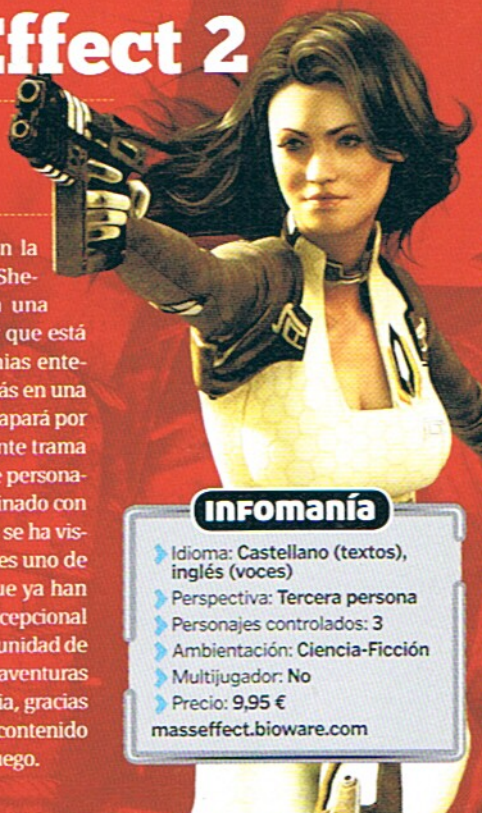 ffect 2
n la
She-
una
que está
nias ente-
ás en una
apará por
nte trama
e persona-
inado con
se ha vis-
es uno de
ue ya han
cepcional
unidad de
aventuras
ia, gracias
contenido
uego.
INFOMANÍA
Idioma: Castellano (textos),
inglés (voces)
Perspectiva: Tercera persona
Personajes controlados: 3
Ambientación: Ciencia-Ficción
Multijugador: No
Precio: 9,95 €
masseffect.bioware.com